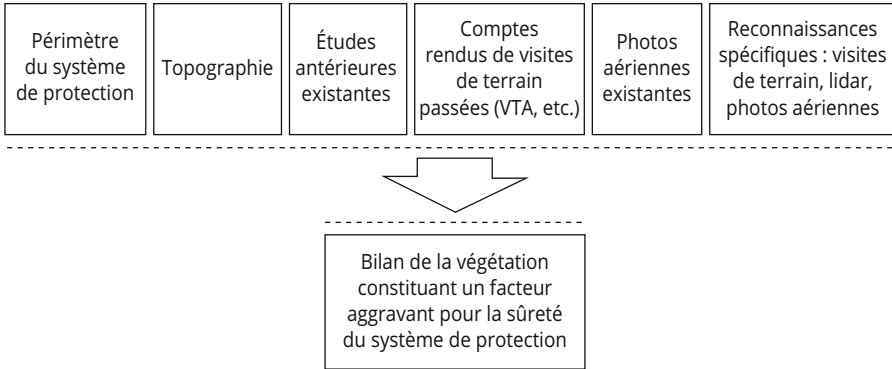 Périmètre
du système
de protection
Topographie
Études
antérieures
existantes
Comptes
rendus de visites
de terrain
passées (VTA, etc.)
Photos
aériennes
existantes
Reconnaissances
spécifiques : visites
de terrain, lidar,
photos aériennes
Bilan de la végétation
constituant un facteur
aggravant pour la sûreté
du système de protection